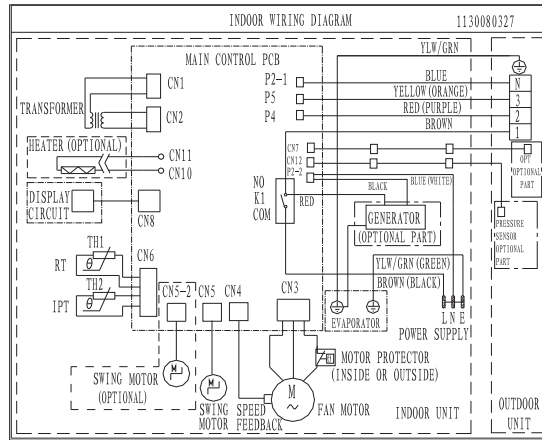 INDOOR WIRING DIAGRAM 1130080327
YLW/GRN
MAIN CONTROL PCB
P2-1
BLUE
N
P5
YELLOW(ORANGE)
3
P4
RED(PURPLE)
2
BROWN
1
CN1
CN2
TRANSFORMER
HEATER(OPTIONAL)
CN11
CN10
CN7
CN12
P2-2
BLUE(WHITE)
BLACK
OPT
OPTIONAL
PART
DISPLAY
CIRCUIT
CN8
NO
K1
COM
RED
GENERATOR
(OPTIONAL PART)
PRESSURE
SENSOR
OPTIONAL
PART
TH1
RT
θ
CN6
TH2
IPT
θ
YLW/GRN(GREEN)
BROWN(BLACK)
CN5-2
CN5
CN4
CN3
EVAPORATOR
L N E
POWER SUPPLY
M
SWING MOTOR
(OPTIONAL)
M
SWING
MOTOR
SPEED
FEEDBACK
M
~
FAN MOTOR
MOTOR PROTECTOR
(INSIDE OR OUTSIDE)
INDOOR UNIT
OUTDOOR
UNIT